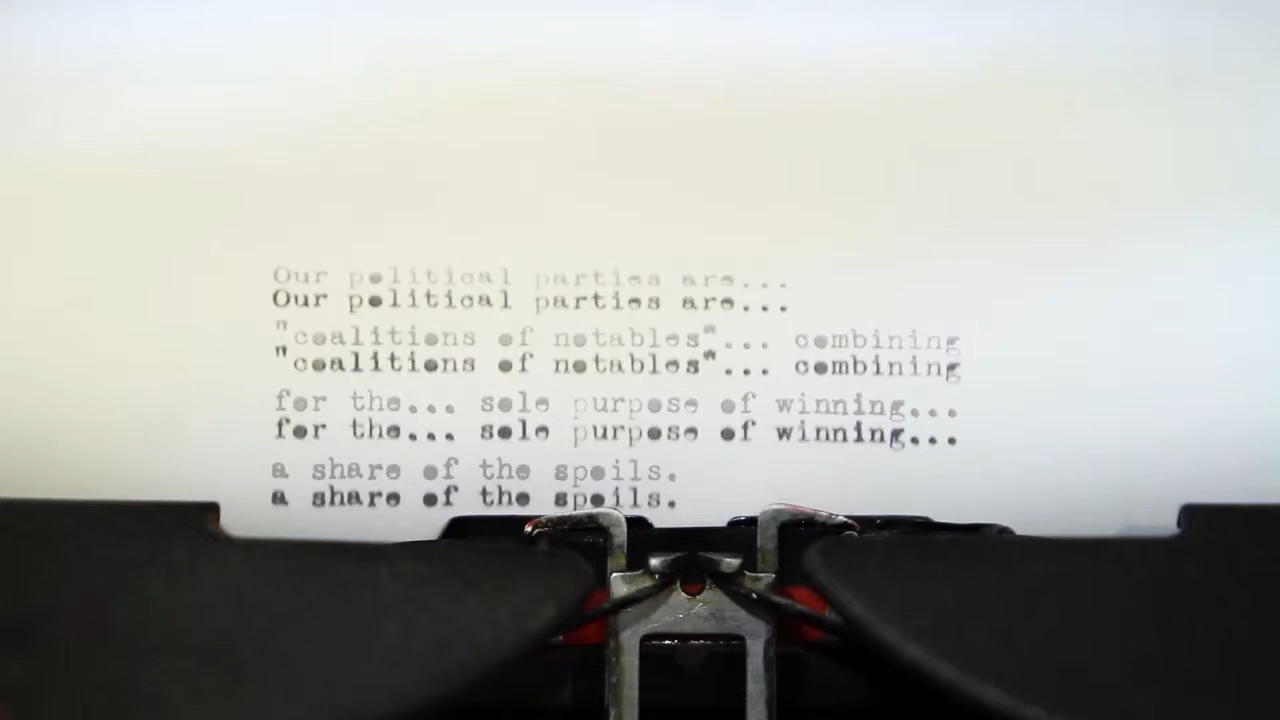 Our political parties are...
Our political parties are...
"coalitions of notables"... combining
"coalitions of notables"... combining
for the... sole purpose of winning...
for the... sole purpose of winning...
a share of the spoils.
a share of the spoils.